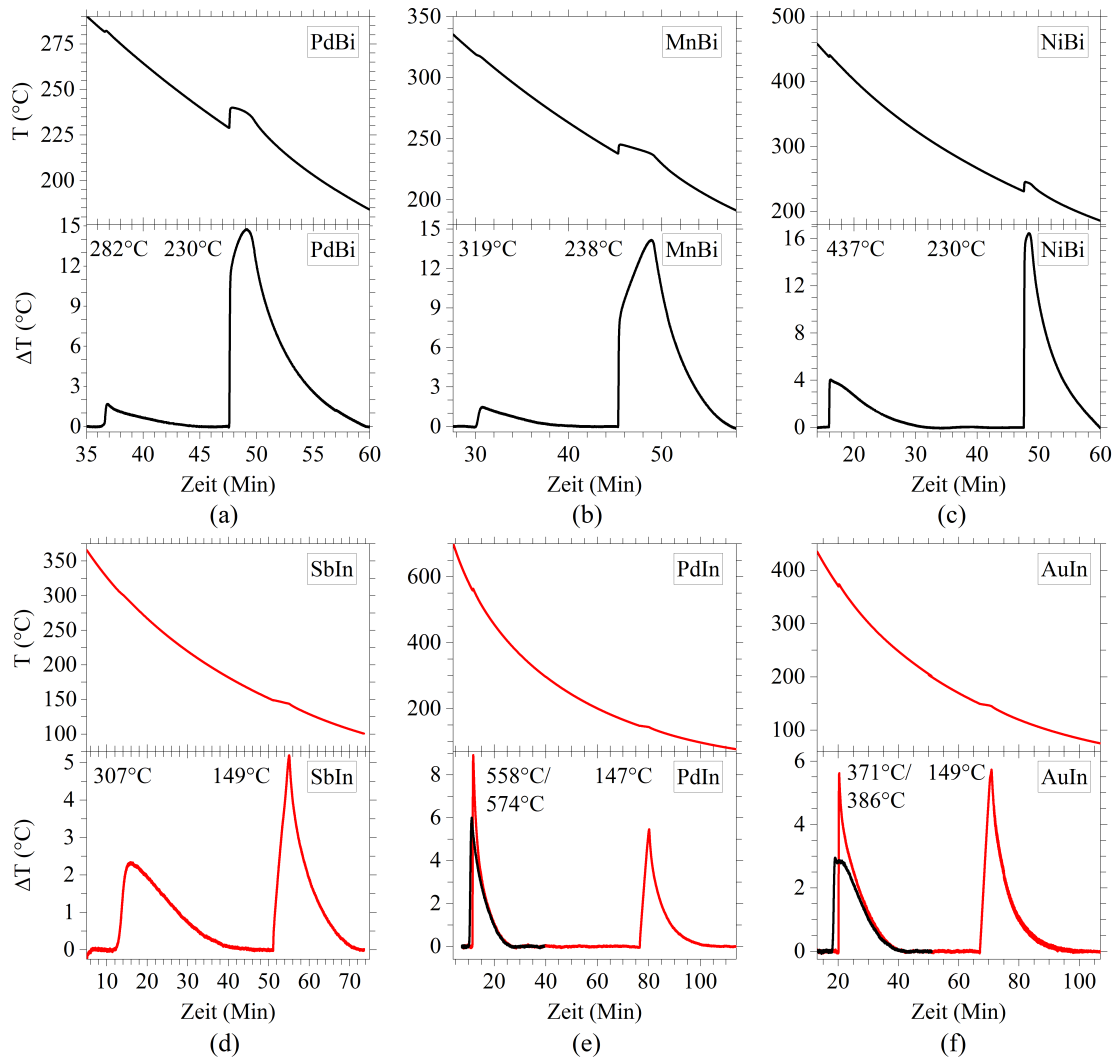 T (°C)
275
250
225
200
PdBi
350
300
250
200
MnBi
500
400
300
200
NiBi
ΔT (°C)
15
12
9
6
3
0
282°C 230°C PdBi
15
12
9
6
3
0
319°C 238°C MnBi
16
12
8
4
0
437°C 230°C NiBi
35 40 45 50 55 60
30 40 50
20 30 40 50 60
Zeit (Min) Zeit (Min) Zeit (Min)
(a) (b) (c)
T (°C)
350
300
250
200
150
100
SbIn
600
400
200
PdIn
400
300
200
100
AuIn
ΔT (°C)
5
4
3
2
1
0
307°C 149°C SbIn
8
6
4
2
0
558°C/ 147°C PdIn
574°C
6
4
2
0
371°C/ 149°C AuIn
386°C
10 20 30 40 50 60 70
20 40 60 80 100
20 40 60 80 100
Zeit (Min) Zeit (Min) Zeit (Min)
(d) (e) (f)